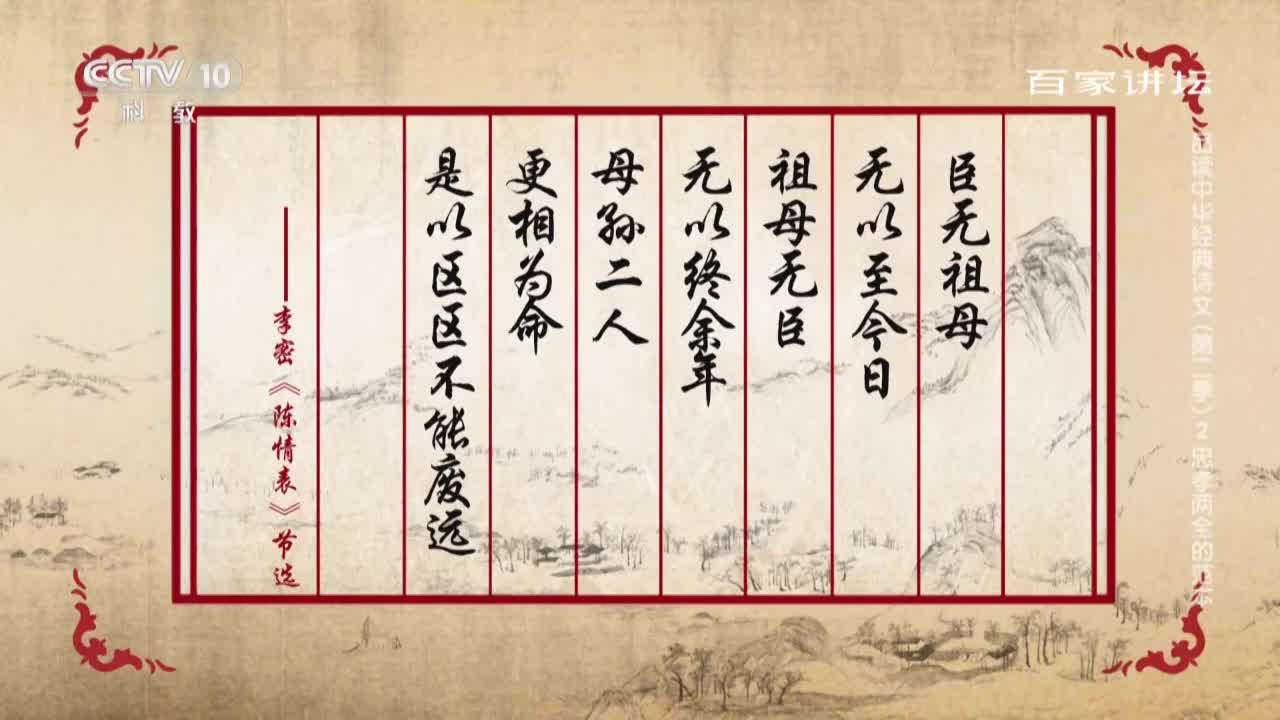 CCTV 10
科教
百家讲坛
臣无祖母
无以至今日
祖母无臣
无以终余年
母孙二人
更相为命
是以区区不能废远
——李密《陈情表》节选
品读中华经典诗文（第二季）2 忠孝两全的